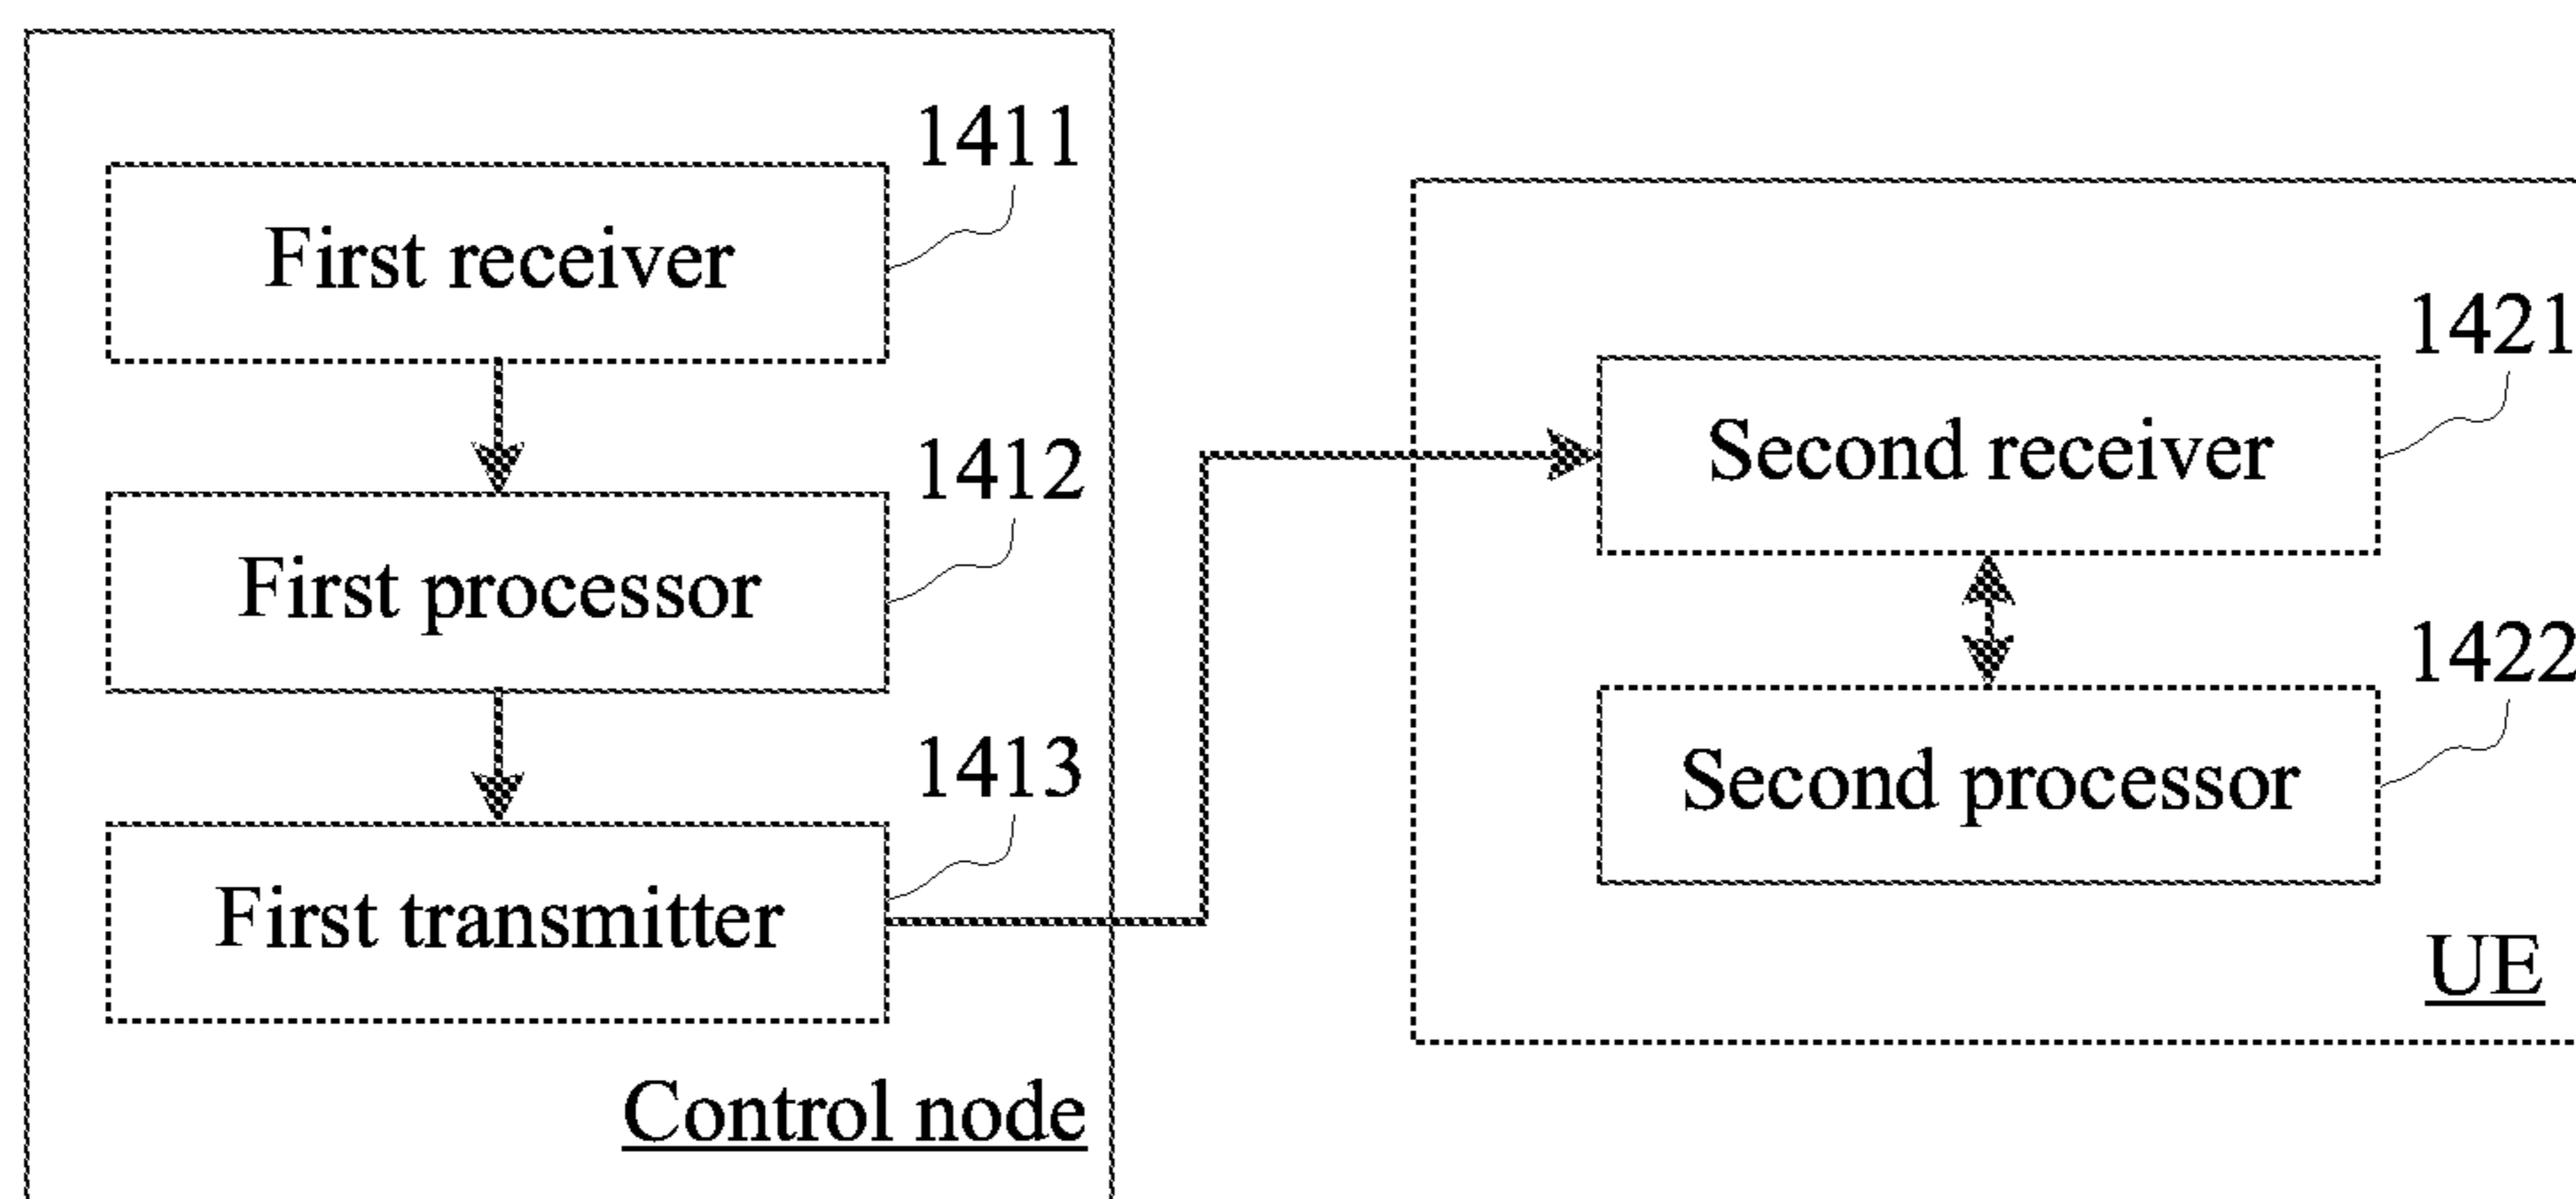 1411
First receiver
1412
First processor
1413
First transmitter
Control node
1421
Second receiver
1422
Second processor
UE